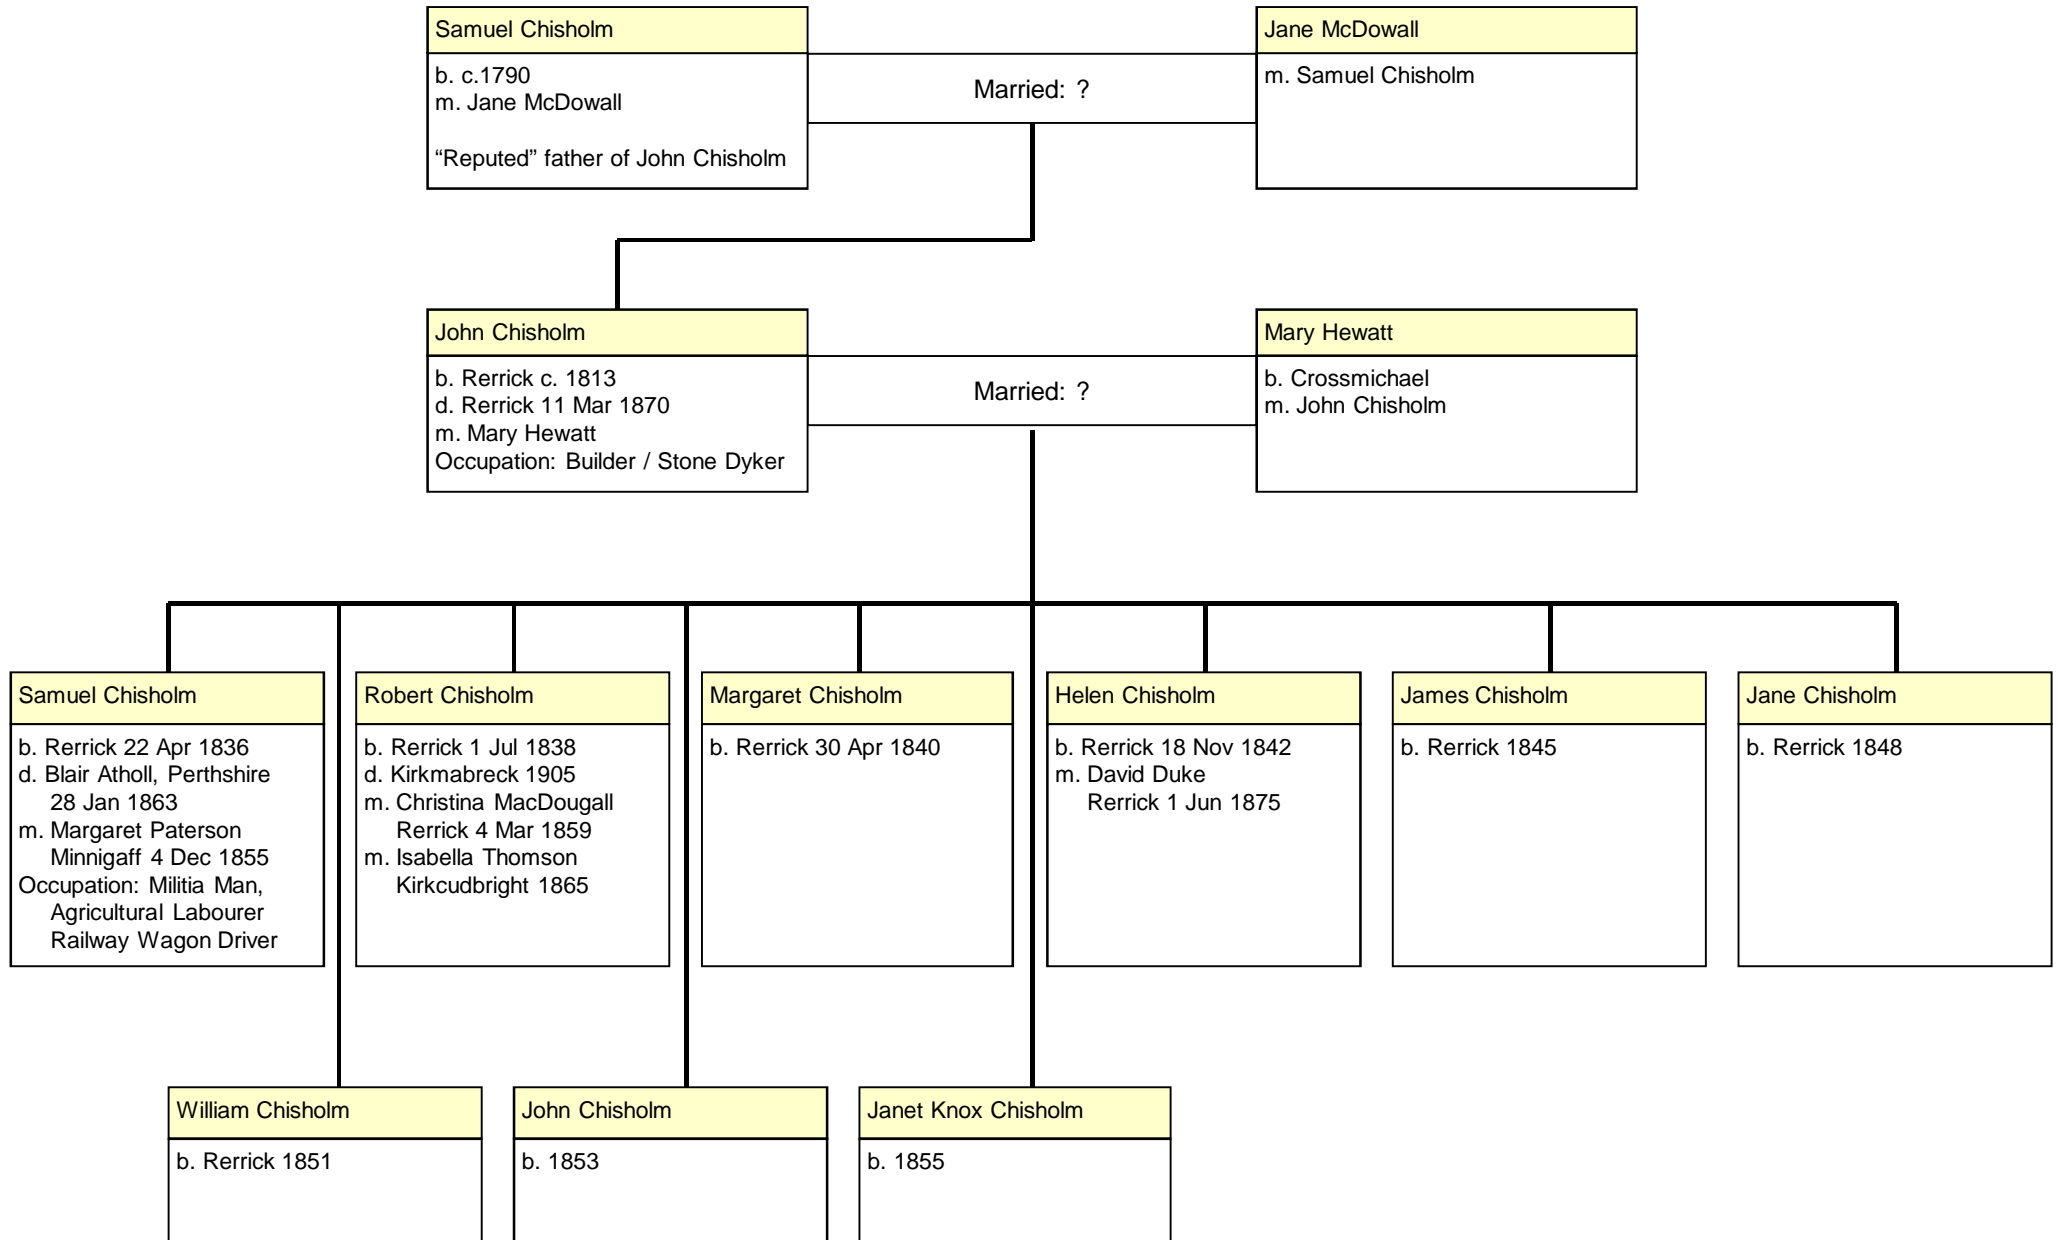 Samuel Chisholm
b. c.1790
m. Jane McDowall
“Reputed” father of John Chisholm
Married: ?
Jane McDowall
m. Samuel Chisholm
John Chisholm
b. Rerrick c. 1813
d. Rerrick 11 Mar 1870
m. Mary Hewatt
Occupation: Builder / Stone Dyker
Married: ?
Mary Hewatt
b. Crossmichael
m. John Chisholm
Samuel Chisholm
b. Rerrick 22 Apr 1836
d. Blair Atholl, Perthshire
28 Jan 1863
m. Margaret Paterson
Minnigaff 4 Dec 1855
Occupation: Militia Man,
Agricultural Labourer
Railway Wagon Driver
Robert Chisholm
b. Rerrick 1 Jul 1838
d. Kirkmabreck 1905
m. Christina MacDougall
Rerrick 4 Mar 1859
m. Isabella Thomson
Kirkcudbright 1865
Margaret Chisholm
b. Rerrick 30 Apr 1840
Helen Chisholm
b. Rerrick 18 Nov 1842
m. David Duke
Rerrick 1 Jun 1875
James Chisholm
b. Rerrick 1845
Jane Chisholm
b. Rerrick 1848
William Chisholm
b. Rerrick 1851
John Chisholm
b. 1853
Janet Knox Chisholm
b. 1855